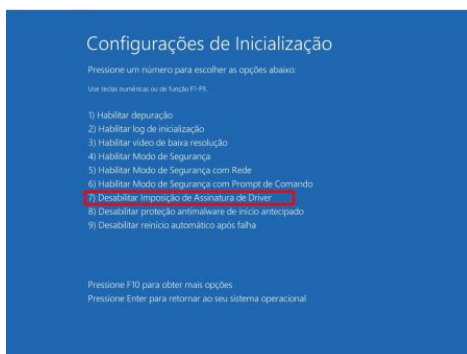 Configurações de Inicialização
Pressione um número para escolher as opções abaixo:
Use teclas numéricas ou de função F1-F9.
1) Habilitar depuração
2) Habilitar log de inicialização
3) Habilitar vídeo de baixa resolução
4) Habilitar Modo de Segurança
5) Habilitar Modo de Segurança com Rede
6) Habilitar Modo de Segurança com Prompt de Comando
7) Desabilitar Imposição de Assinatura de Driver
8) Desabilitar proteção antimalware de início antecipado
9) Desabilitar reinício automático após falha
Pressione F10 para obter mais opções
Pressione Enter para retornar ao seu sistema operacional